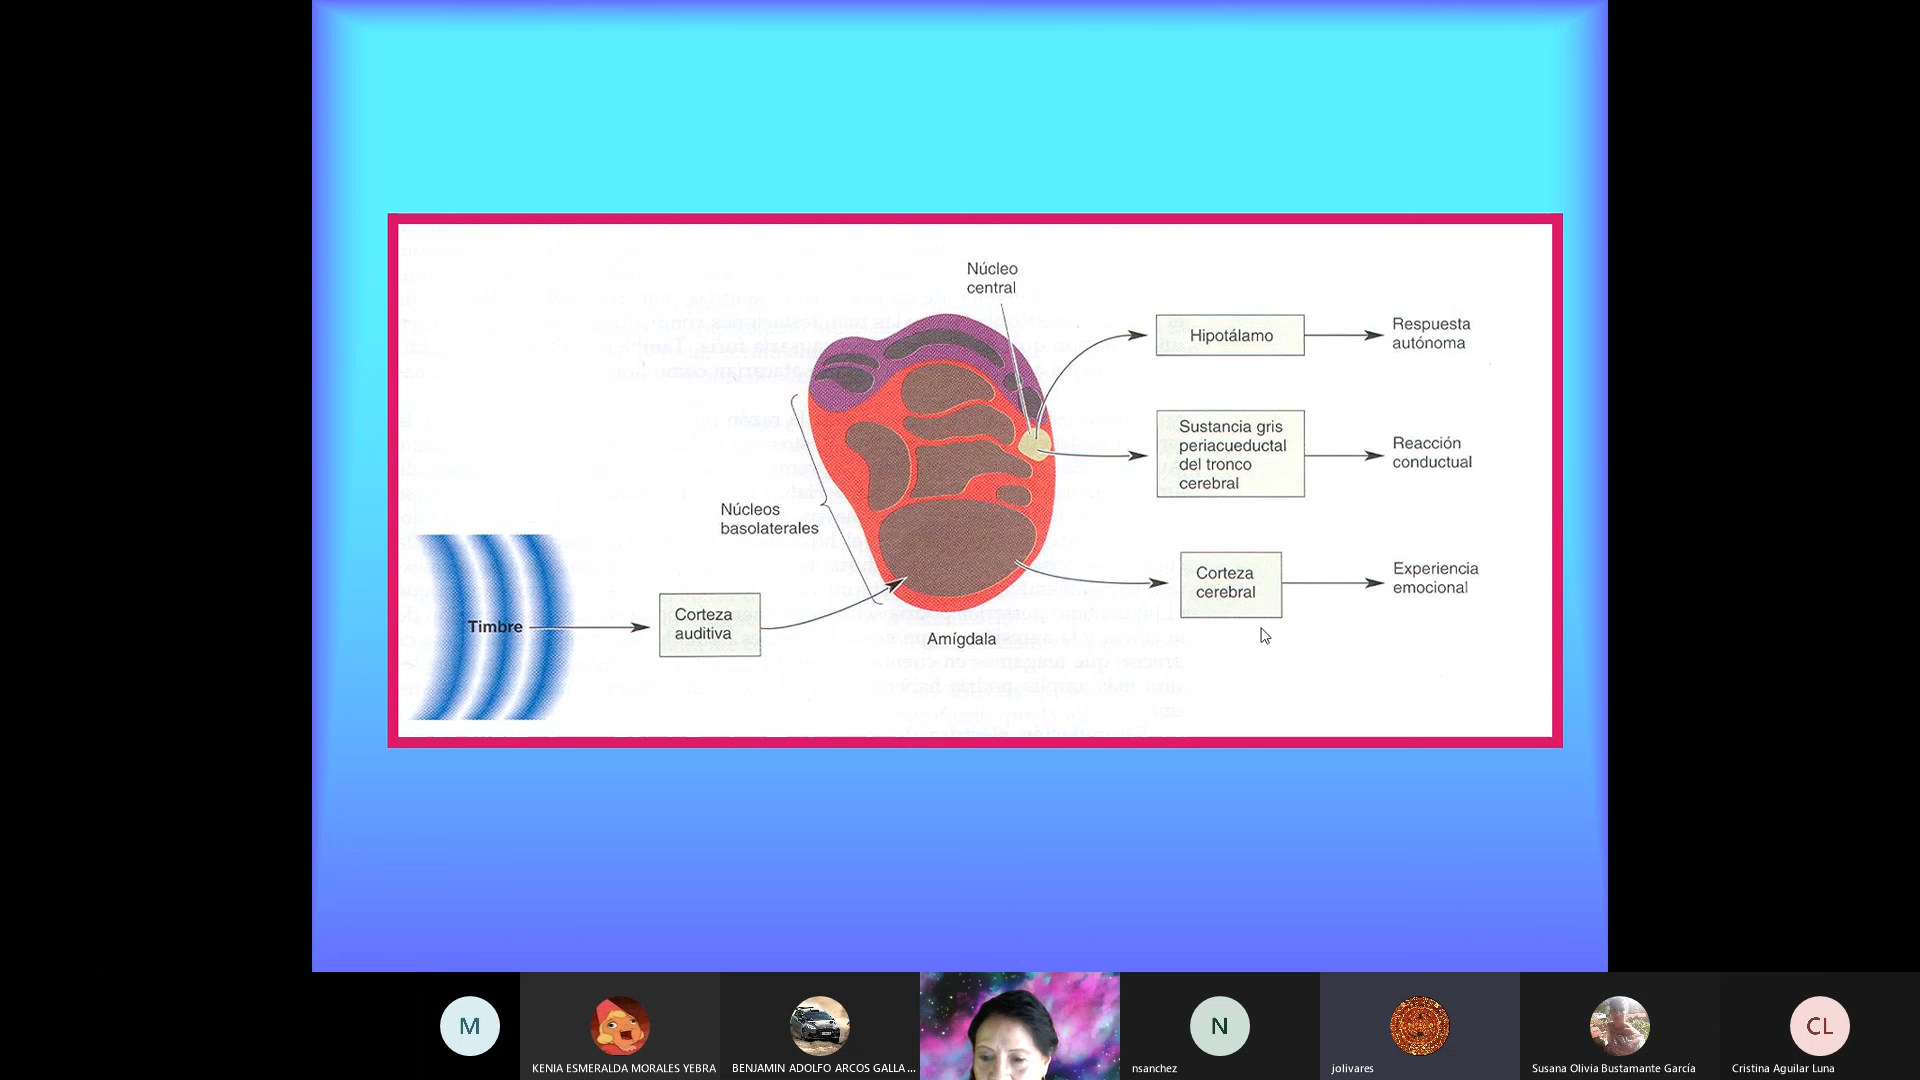 Núcleo
central
Hipotálamo
Respuesta
autónoma
Sustancia gris
periacueductal
del tronco
cerebral
Reacción
conductual
Núcleos
basolaterales
Timbre
Corteza
auditiva
Amígdala
Corteza
cerebral
Experiencia
emocional
M
KENIA ESMERALDA MORALES YEBRA
BENJAMIN ADOLFO ARCOS GALLA...
N
nsanchez
jolivares
Susana Olivia Bustamante García
CL
Cristina Aguilar Luna